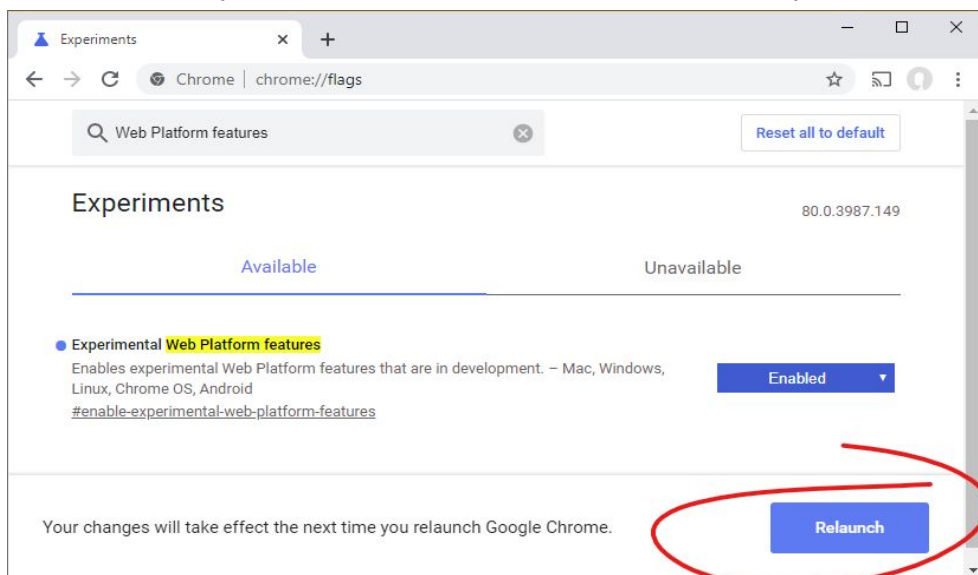 Experiments
Chrome | chrome://flags
Web Platform features
Reset all to default
Experiments
80.0.3987.149
Available
Unavailable
Experimental Web Platform features
Enables experimental Web Platform features that are in development. – Mac, Windows,
Linux, Chrome OS, Android
#enable-experimental-web-platform-features
Enabled
Your changes will take effect the next time you relaunch Google Chrome.
Relaunch